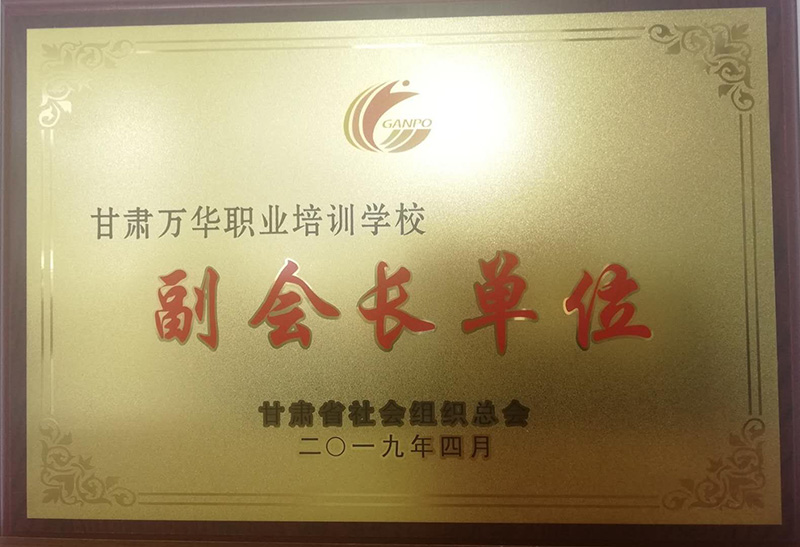 GANPO
甘肃万华职业培训学校
副会长单位
甘肃省社会组织总会
二〇一九年四月